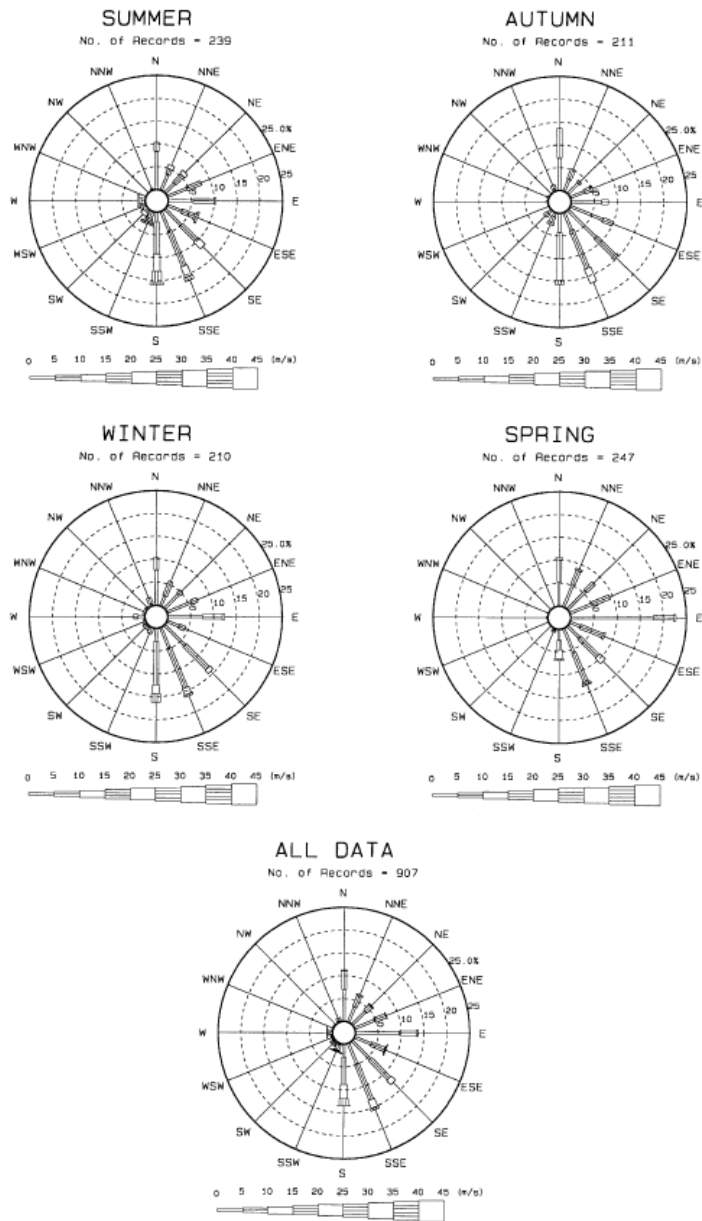 SUMMER
No. of Records = 239
N
NNW NNE
NW NE
25.0%
WNW ENE
5 10 15 20 25
W E
WSW ESE
SW SE
SSW SSE
S
0 5 10 15 20 25 30 35 40 45 (m/s)
AUTUMN
No. of Records = 211
N
NNW NNE
NW NE
25.0%
WNW ENE
5 10 15 20 25
W E
WSW ESE
SW SE
SSW SSE
S
0 5 10 15 20 25 30 35 40 45 (m/s)
WINTER
No. of Records = 210
N
NNW NNE
NW NE
25.0%
WNW ENE
5 10 15 20 25
W E
WSW ESE
SW SE
SSW SSE
S
0 5 10 15 20 25 30 35 40 45 (m/s)
SPRING
No. of Records = 247
N
NNW NNE
NW NE
25.0%
WNW ENE
5 10 15 20 25
W E
WSW ESE
SW SE
SSW SSE
S
0 5 10 15 20 25 30 35 40 45 (m/s)
ALL DATA
No. of Records = 907
N
NNW NNE
NW NE
25.0%
WNW ENE
5 10 15 20 25
W E
WSW ESE
SW SE
SSW SSE
S
0 5 10 15 20 25 30 35 40 45 (m/s)